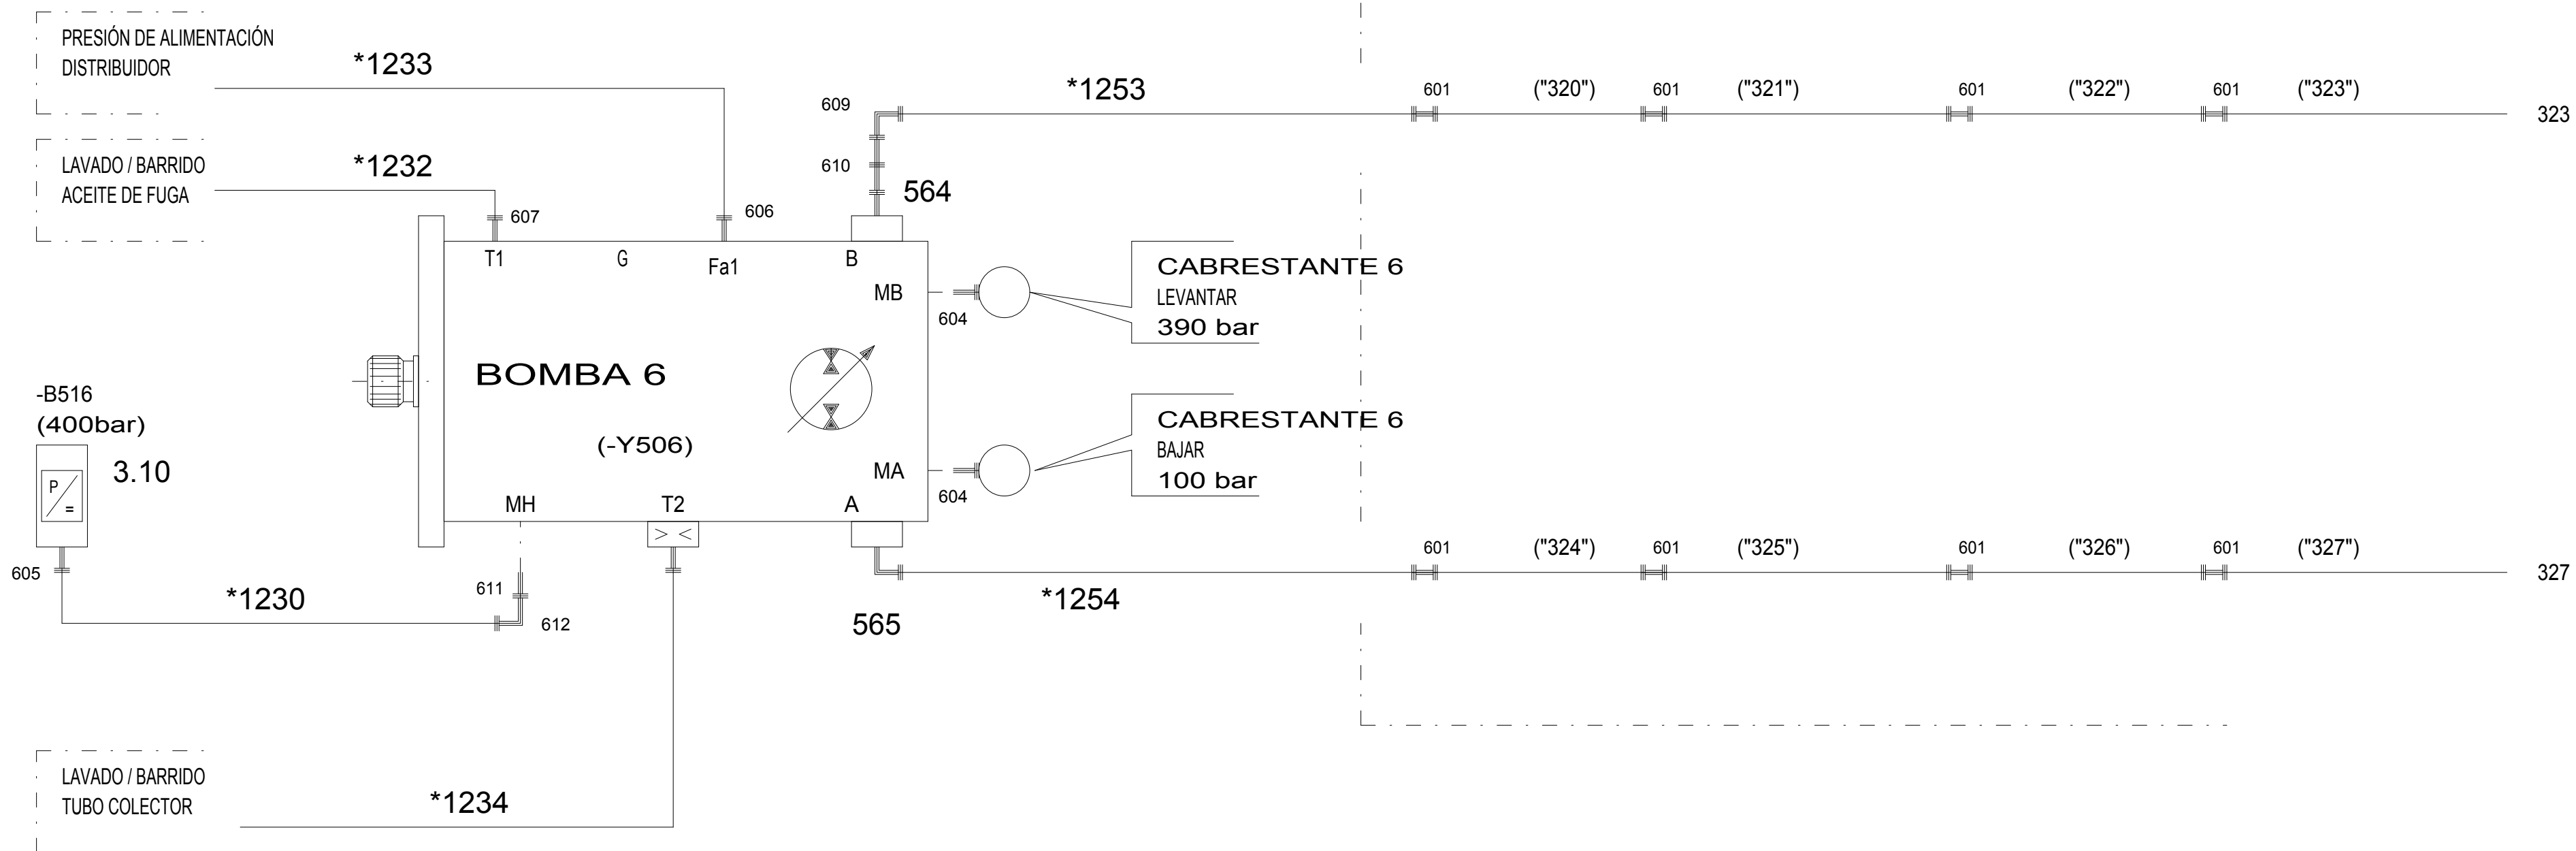 PRESIÓN DE ALIMENTACIÓN
DISTRIBUIDOR
*1233
*1253
609
601
("320")
601
("321")
601
("322")
601
("323")
323
LAVADO / BARRIDO
ACEITE DE FUGA
*1232
610
564
607
606
T1
G
Fa1
B
MB
604
CABRESTANTE 6
LEVANTAR
390 bar
BOMBA 6
(-Y506)
-B516
(400bar)
3.10
P
=
CABRESTANTE 6
BAJAR
100 bar
MA
604
MH
T2
A
> <
605
*1230
611
612
565
*1254
601
("324")
601
("325")
601
("326")
601
("327")
327
LAVADO / BARRIDO
TUBO COLECTOR
*1234